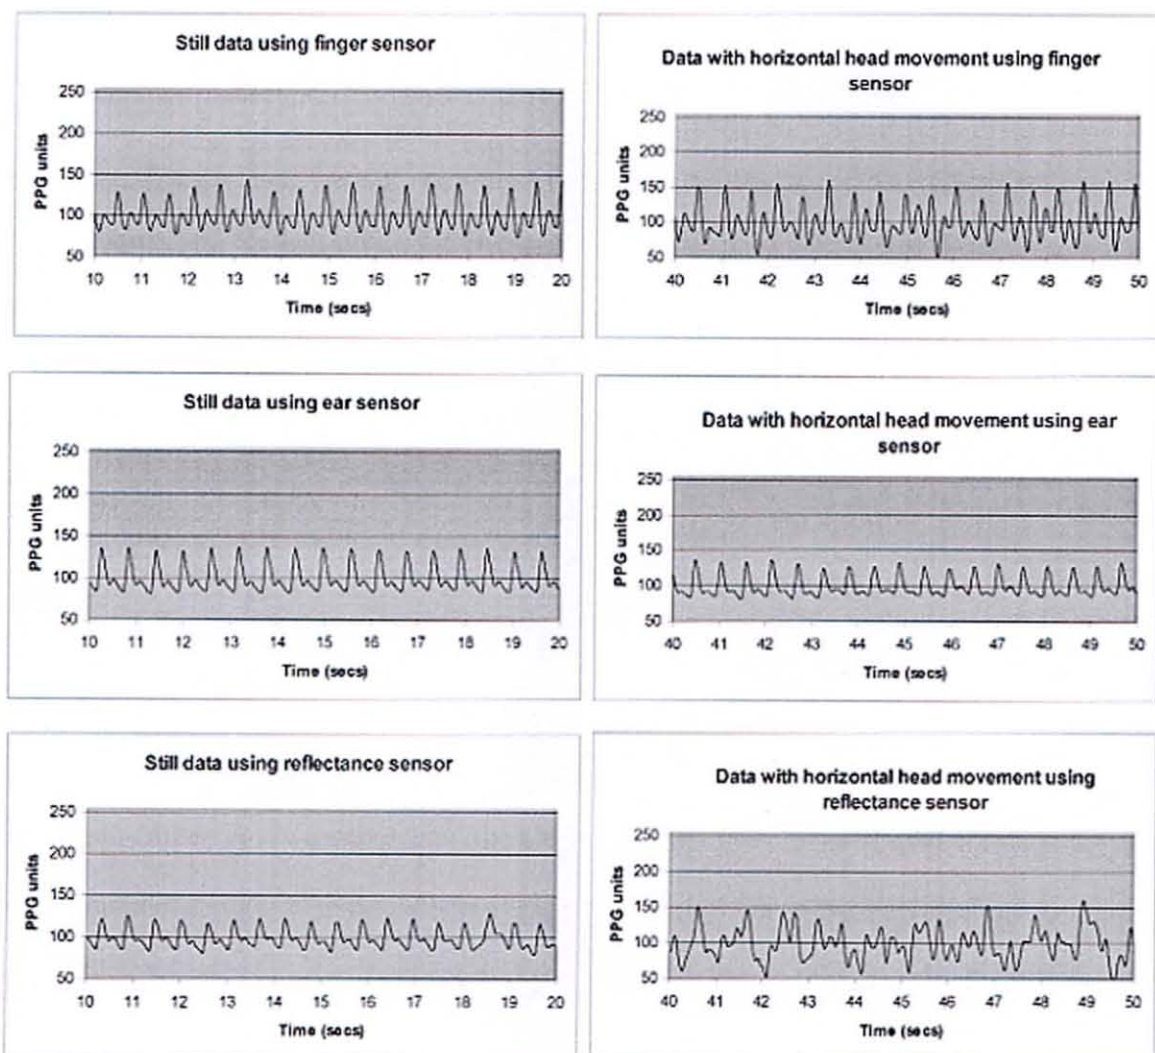 Still data using finger sensor
250
200
150
100
50
PPG units
10 11 12 13 14 15 16 17 18 19 20
Time (secs)
Data with horizontal head movement using finger
sensor
250
200
150
100
50
PPG units
40 41 42 43 44 45 46 47 48 49 50
Time (secs)
Still data using ear sensor
250
200
150
100
50
PPG units
10 11 12 13 14 15 16 17 18 19 20
Time (secs)
Data with horizontal head movement using ear
sensor
250
200
150
100
50
PPG units
40 41 42 43 44 45 46 47 48 49 50
Time (secs)
Still data using reflectance sensor
250
200
150
100
50
PPG units
10 11 12 13 14 15 16 17 18 19 20
Time (secs)
Data with horizontal head movement using
reflectance sensor
250
200
150
100
50
PPG units
40 41 42 43 44 45 46 47 48 49 50
Time (secs)